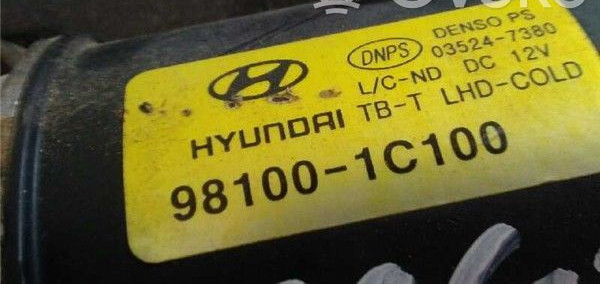 DNPS DENSO PS
03524-7380
L/C-ND DC 12V
HYUNDAI TB-T LHD-COLD
98100-1C100